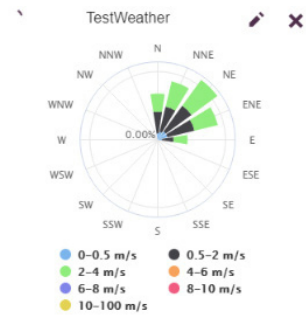 TestWeather
N
NNW NNE
NW NE
WNW ENE
0.00%
W E
WSW ESE
SW SE
SSW SSE
S
0-0.5 m/s 0.5-2 m/s
2-4 m/s 4-6 m/s
6-8 m/s 8-10 m/s
10-100 m/s